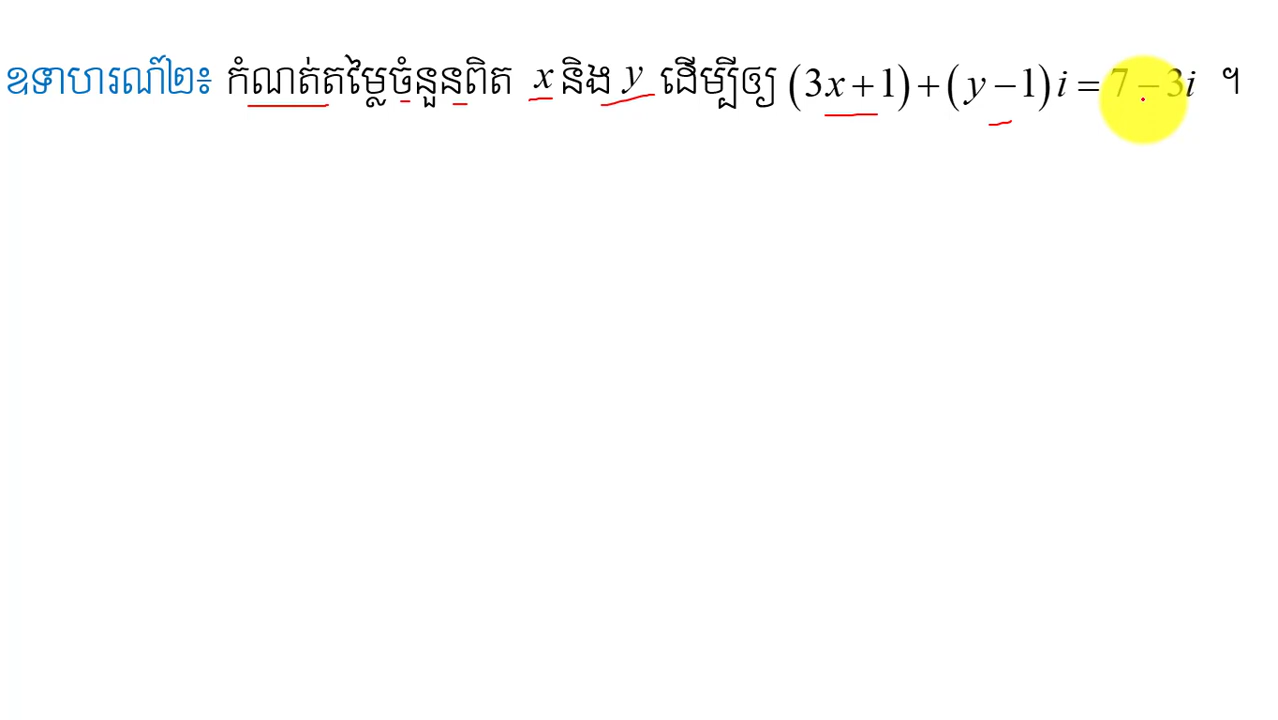 ឧទាហរណ៍២៖ កំណត់តម្លៃចំនួនពិត x និង y ដើម្បីឲ្យ (3x+1)+(y−1)i=7−3i ។